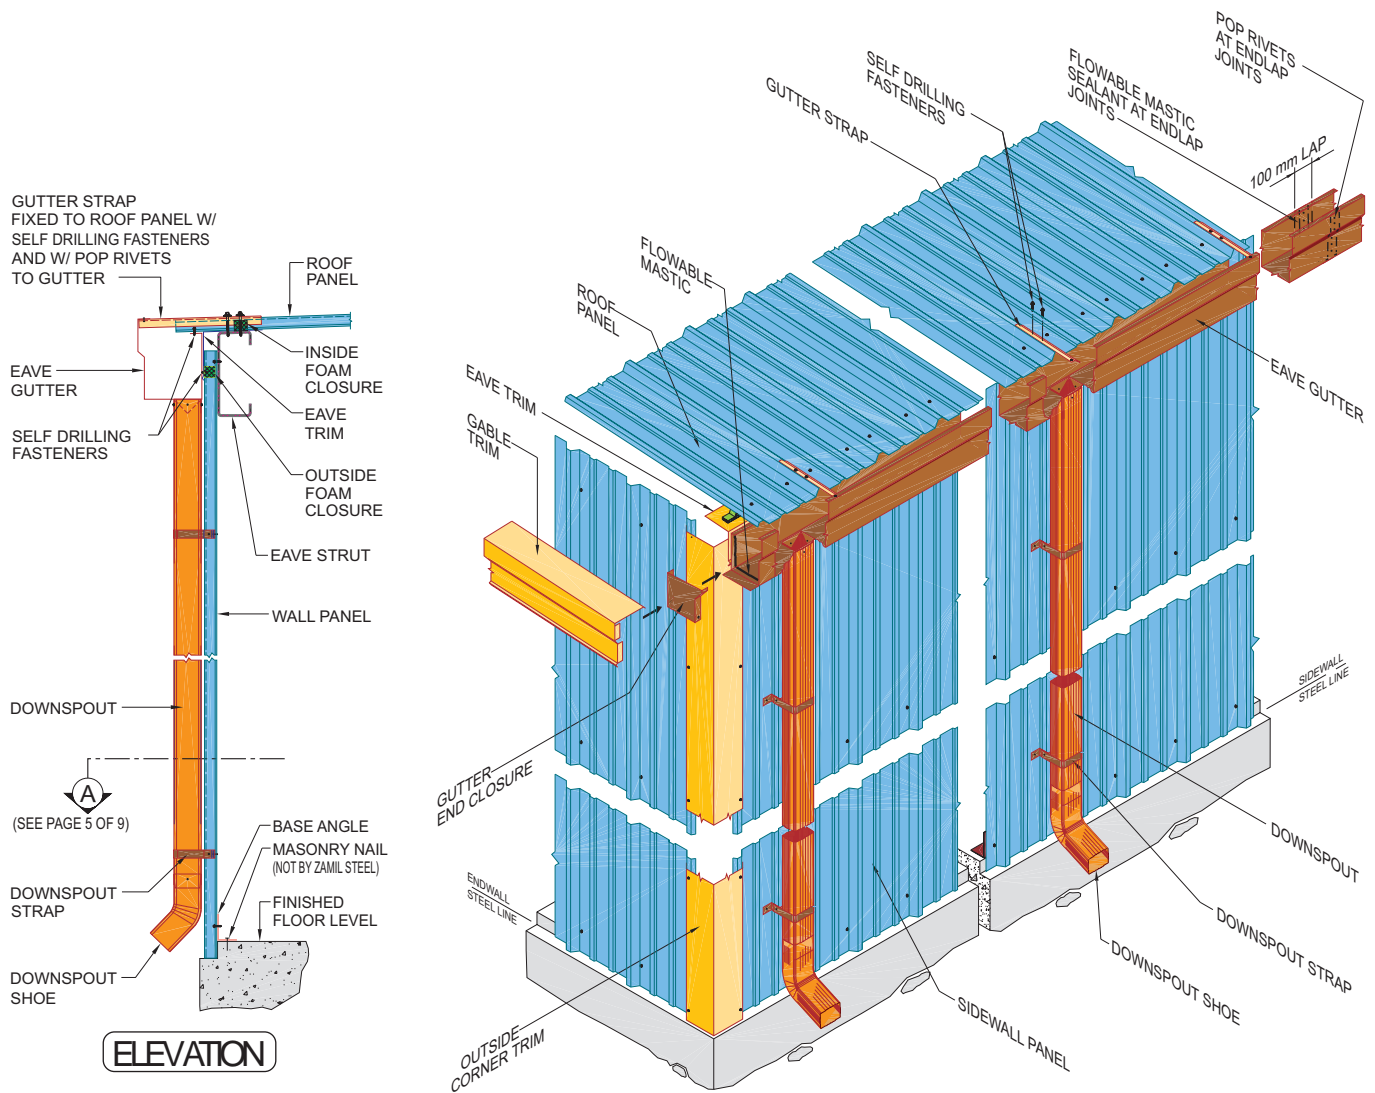 GUTTER STRAP
FIXED TO ROOF PANEL W/
SELF DRILLING FASTENERS
AND W/ POP RIVETS
TO GUTTER
ROOF
PANEL
EAVE
GUTTER
INSIDE
FOAM
CLOSURE
EAVE
TRIM
SELF DRILLING
FASTENERS
OUTSIDE
FOAM
CLOSURE
EAVE STRUT
WALL PANEL
DOWNSPOUT
A
(SEE PAGE 5 OF 9)
BASE ANGLE
MASONRY NAIL
(NOT BY ZAMIL STEEL)
DOWNSPOUT
STRAP
FINISHED
FLOOR LEVEL
DOWNSPOUT
SHOE
ELEVATION
POP RIVETS
AT ENDLAP
JOINTS
FLOWABLE MASTIC
SEALANT AT ENDLAP
JOINTS
SELF DRILLING
FASTENERS
GUTTER STRAP
100 mm LAP
FLOWABLE
MASTIC
ROOF
PANEL
EAVE TRIM
GABLE
TRIM
EAVE GUTTER
SIDEWALL
STEEL LINE
GUTTER
END CLOSURE
ENDWALL
STEEL LINE
DOWNSPOUT
DOWNSPOUT STRAP
DOWNSPOUT SHOE
SIDEWALL PANEL
OUTSIDE
CORNER TRIM